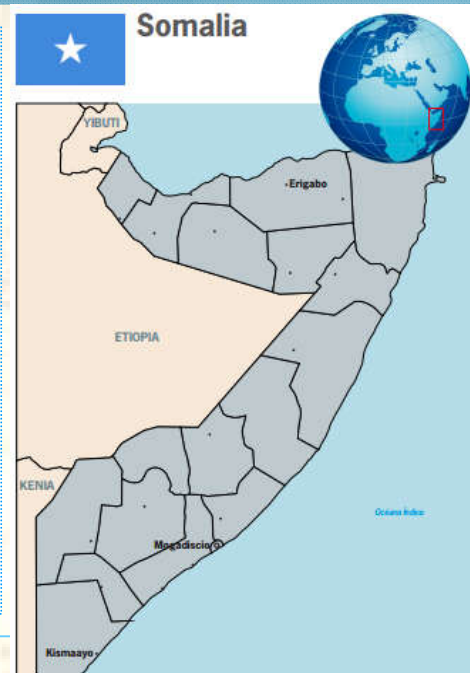 Somalia
YIBUTI
Erigabo
ETIOPIA
KENIA
Océano Índico
Mogadiscio
Kismaayo